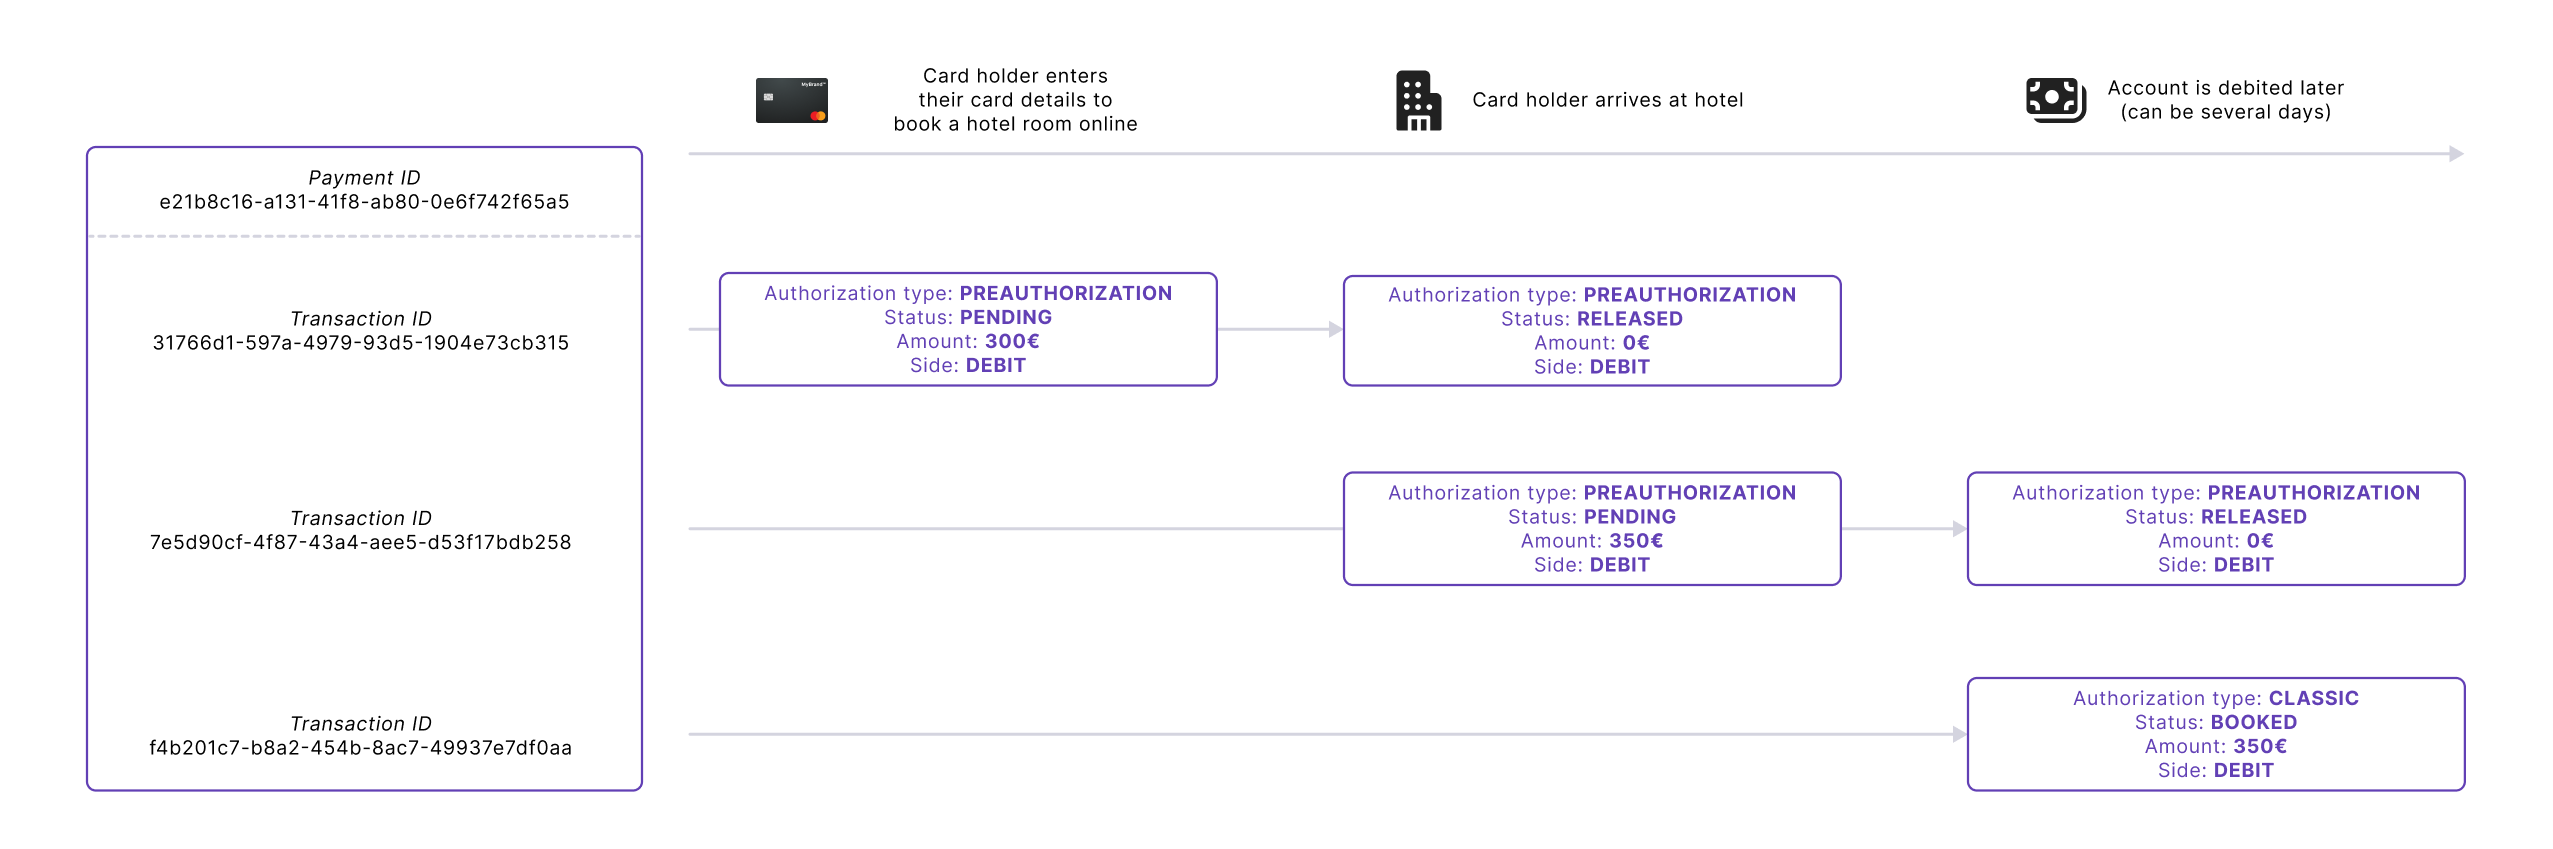 MyBrand™
Card holder enters
their card details to
book a hotel room online
Card holder arrives at hotel
Account is debited later
(can be several days)
Payment ID
e21b8c16-a131-41f8-ab80-0e6f742f65a5
Transaction ID
31766d1-597a-4979-93d5-1904e73cb315
Authorization type: PREAUTHORIZATION
Status: PENDING
Amount: 300€
Side: DEBIT
Authorization type: PREAUTHORIZATION
Status: RELEASED
Amount: 0€
Side: DEBIT
Transaction ID
7e5d90cf-4f87-43a4-aee5-d53f17bdb258
Authorization type: PREAUTHORIZATION
Status: PENDING
Amount: 350€
Side: DEBIT
Authorization type: PREAUTHORIZATION
Status: RELEASED
Amount: 0€
Side: DEBIT
Transaction ID
f4b201c7-b8a2-454b-8ac7-49937e7df0aa
Authorization type: CLASSIC
Status: BOOKED
Amount: 350€
Side: DEBIT